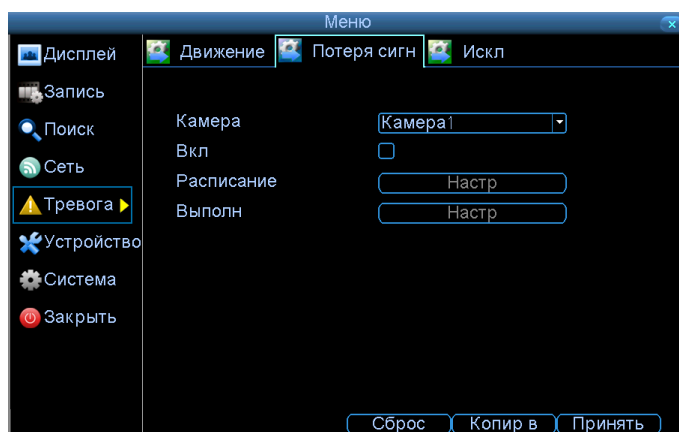 Меню
Дисплей
Движение
Потеря сигн
Искл
Запись
Камера
Камера1
Поиск
Вкл
Сеть
Расписание
Настр
Тревога
Выполн
Настр
Устройство
Система
Закрыть
Сброс
Копир в
Принять